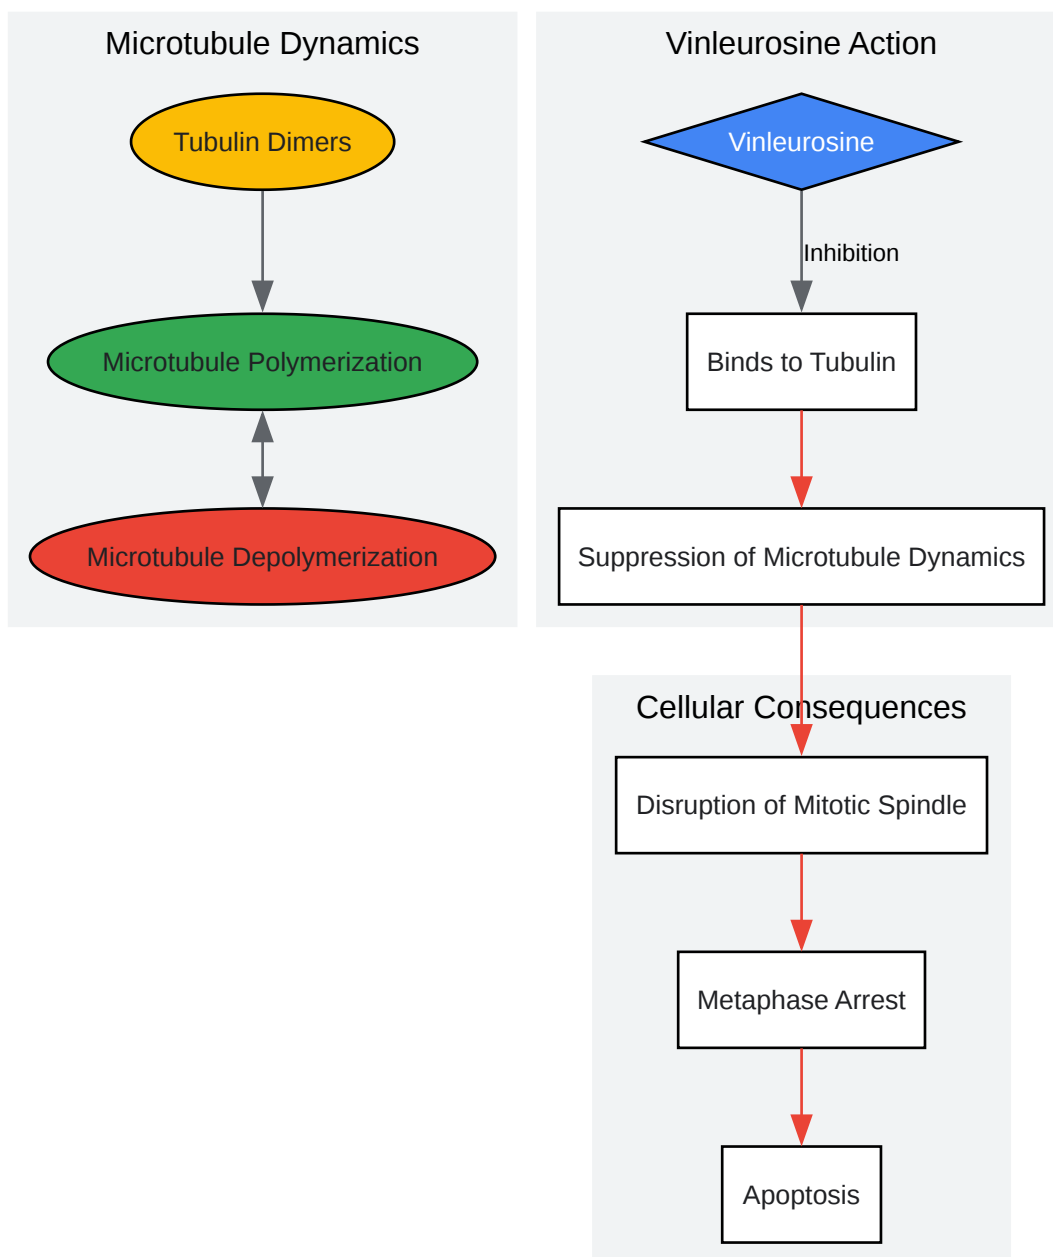 Microtubule Dynamics
Tubulin Dimers
Microtubule Polymerization
Microtubule Depolymerization
Vinleurosine Action
Vinleurosine
Inhibition
Binds to Tubulin
Suppression of Microtubule Dynamics
Cellular Consequences
Disruption of Mitotic Spindle
Metaphase Arrest
Apoptosis